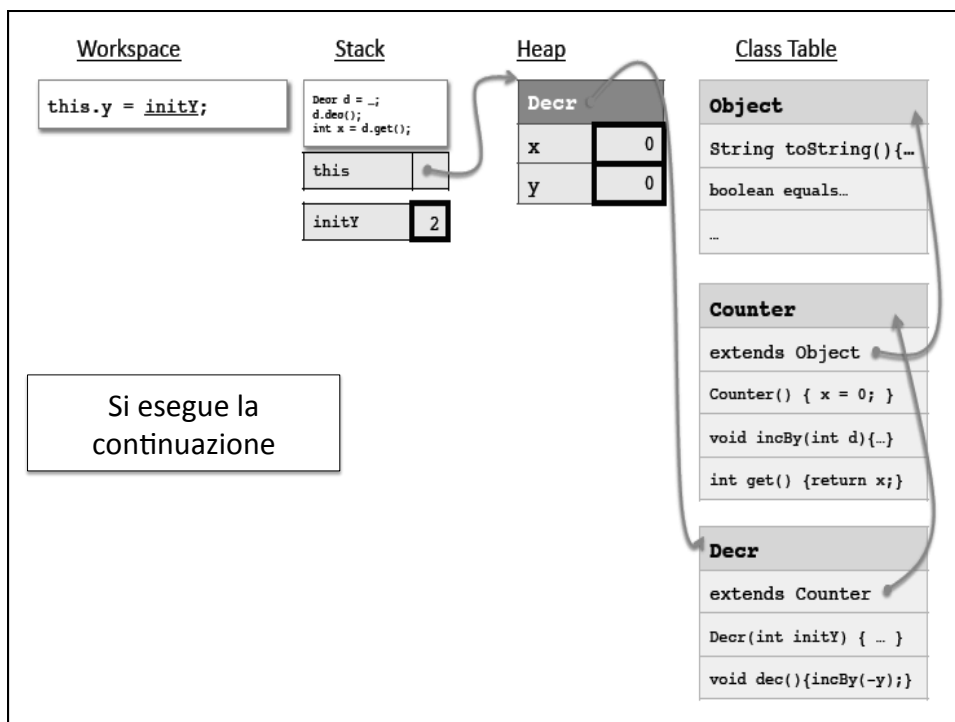 Workspace
Stack
Heap
Class Table
this.y = initY;
Decr d = …;
d.dec();
int x = d.get();
this
initY 2
Decr
x 0
y 0
Object
String toString(){…
boolean equals…
…
Counter
extends Object
Counter() { x = 0; }
void incBy(int d){…}
int get() {return x;}
Decr
extends Counter
Decr(int initY) { … }
void dec(){incBy(-y);}
Si esegue la
continuazione